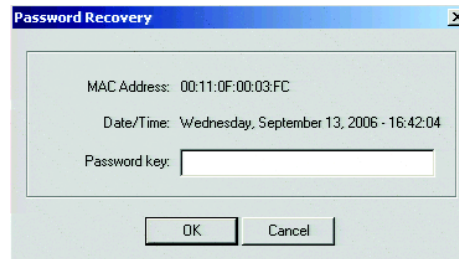 Password Recovery
MAC Address: 00:11:0F:00:03:FC
Date/Time: Wednesday, September 13, 2006 - 16:42:04
Password key:
OK Cancel